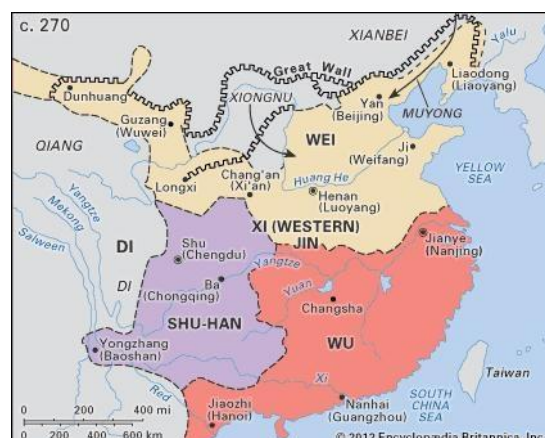 c. 270
XIANBEI
Yalu
Great Wall
Dunhuang
XIONGNU
Liaodong
(Liaoyang)
Guzang
(Wuwei)
Yan
(Beijing)
MUYONG
QIANG
WEI
Ji
(Weifang)
Longxi
Chang'an
(Xi'an)
Huang He
YELLOW
SEA
Henan
(Luoyang)
Yangtze
Mekong
Salween
XI (WESTERN)
JIN
DI
DI
Shu
(Chengdu)
Jianye
(Nanjing)
Yangtze
Ba
(Chongqing)
Yuan
Changsha
SHU-HAN
WU
Yongzhang
(Baoshan)
Taiwan
Red
Xi
0 200 400 mi
0 200 400 600 km
Jiaozhi
(Hanoi)
Nanhai
(Guangzhou)
SOUTH
CHINA
SEA
© 2012 Encyclopædia Britannica, Inc.